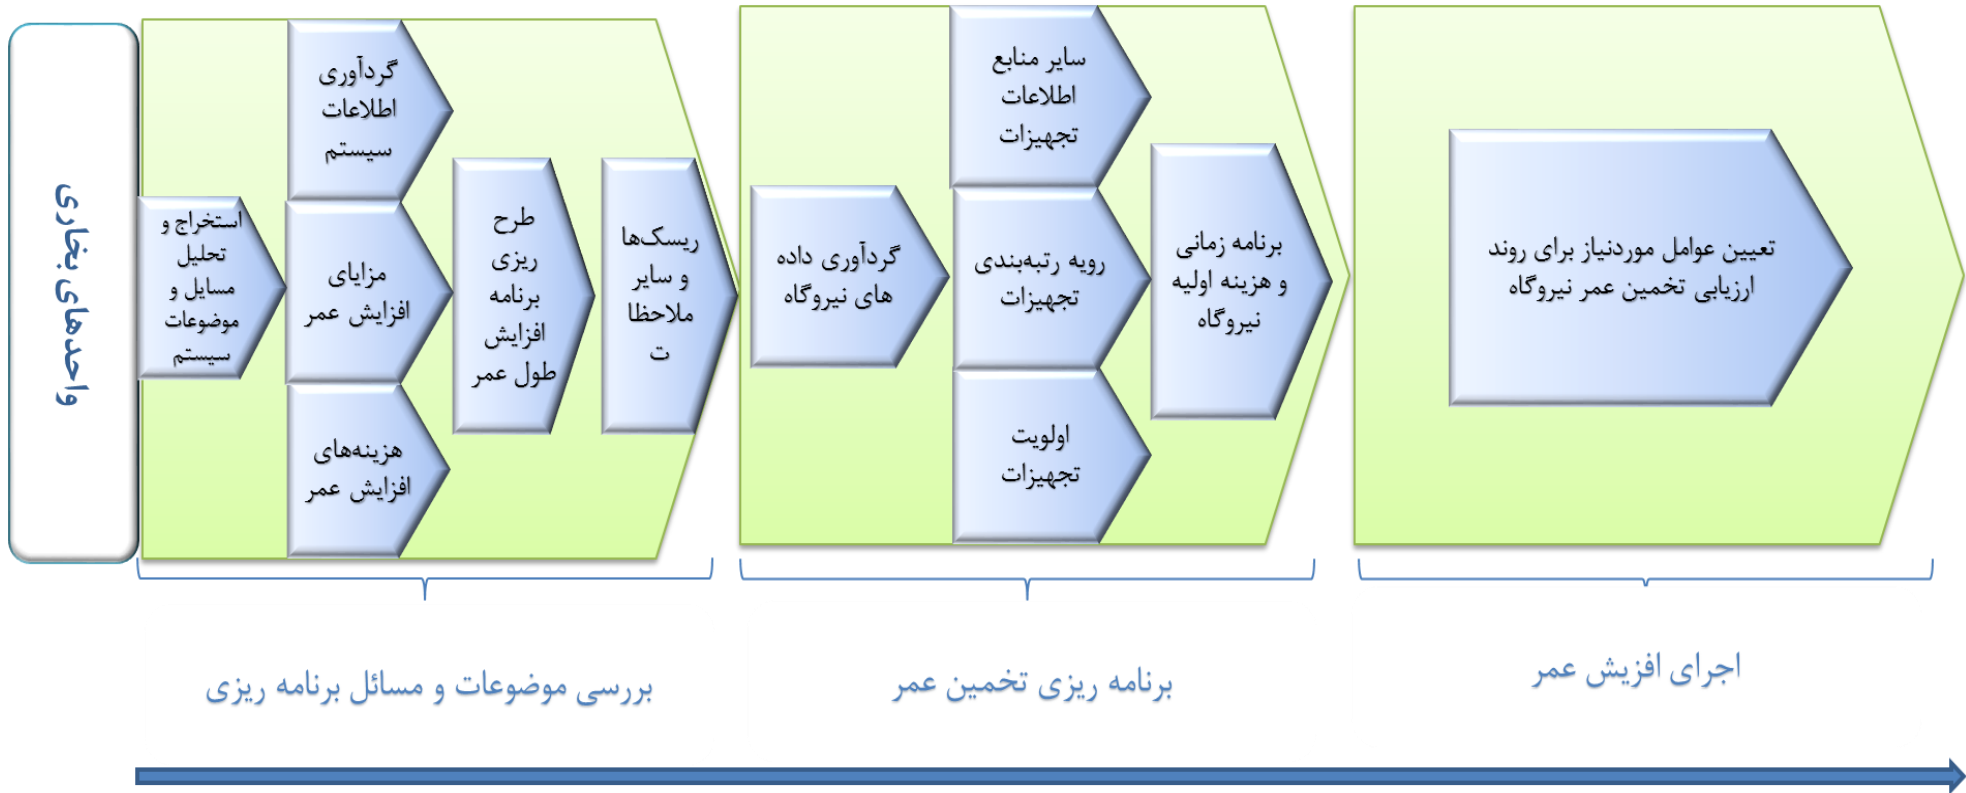 واحدهای بخاری
استخراج و
تحلیل
مسایل و
موضوعات
سیستم
گردآوری
اطلاعات
سیستم
مزایای
افزایش عمر
هزینه‌های
افزایش عمر
طرح
ریزی
برنامه
افزایش
طول عمر
ریسک‌ها
و سایر
ملاحظا
ت
گردآوری داده
های نیروگاه
سایر منابع
اطلاعات
تجهیزات
رویه رتبه‌بندی
تجهیزات
اولویت
تجهیزات
برنامه زمانی
و هزینه اولیه
نیروگاه
تعیین عوامل موردنیاز برای روند
ارزیابی تخمین عمر نیروگاه
بررسی موضوعات و مسائل برنامه ریزی
برنامه ریزی تخمین عمر
اجرای افزیش عمر